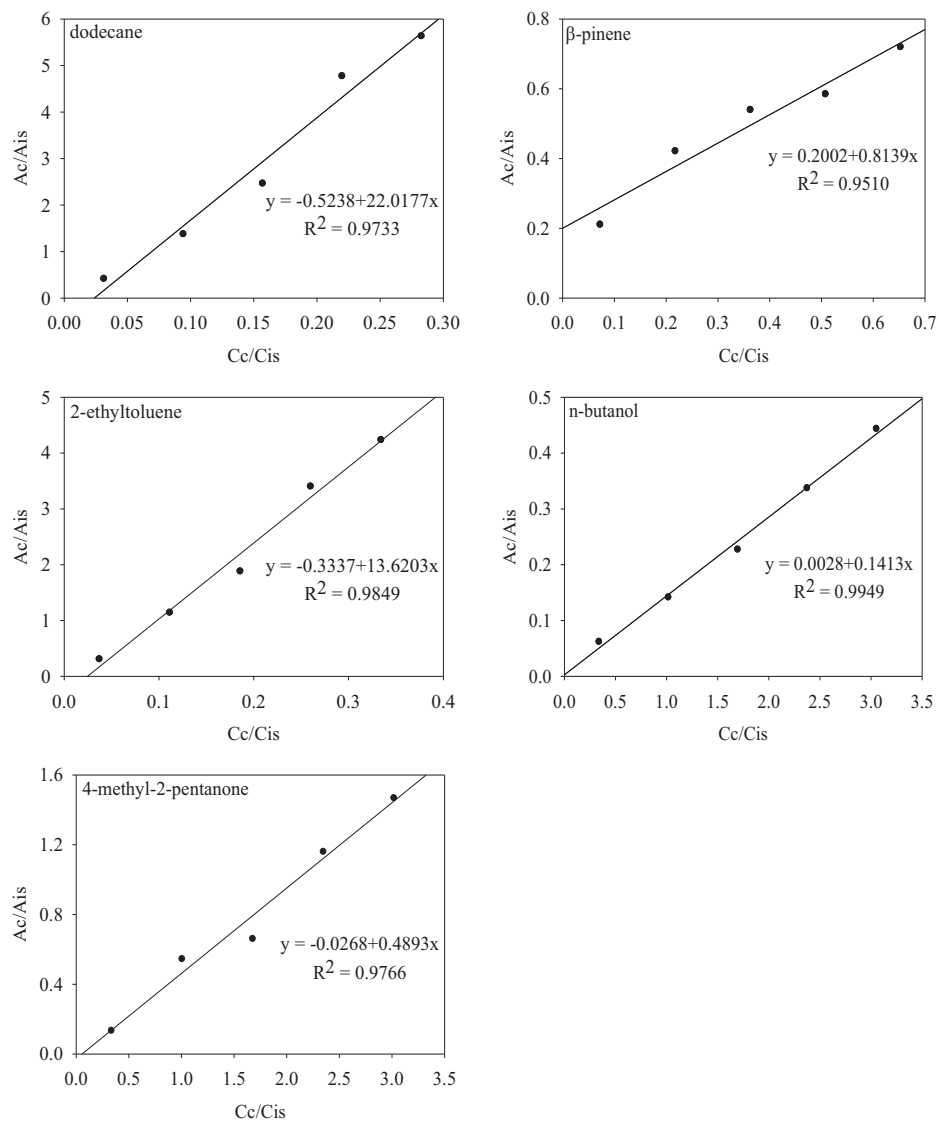 dodecane
6
5
4
3
2
1
0
Ac/Ais
y = -0.5238+22.0177x
R2 = 0.9733
0.00 0.05 0.10 0.15 0.20 0.25 0.30
Cc/Cis
β-pinene
0.8
0.6
0.4
0.2
0.0
Ac/Ais
y = 0.2002+0.8139x
R2 = 0.9510
0.0 0.1 0.2 0.3 0.4 0.5 0.6 0.7
Cc/Cis
2-ethyltoluene
5
4
3
2
1
0
Ac/Ais
y = -0.3337+13.6203x
R2 = 0.9849
0.0 0.1 0.2 0.3 0.4
Cc/Cis
n-butanol
0.5
0.4
0.3
0.2
0.1
0.0
Ac/Ais
y = 0.0028+0.1413x
R2 = 0.9949
0.0 0.5 1.0 1.5 2.0 2.5 3.0 3.5
Cc/Cis
4-methyl-2-pentanone
1.6
1.2
0.8
0.4
0.0
Ac/Ais
y = -0.0268+0.4893x
R2 = 0.9766
0.0 0.5 1.0 1.5 2.0 2.5 3.0 3.5
Cc/Cis